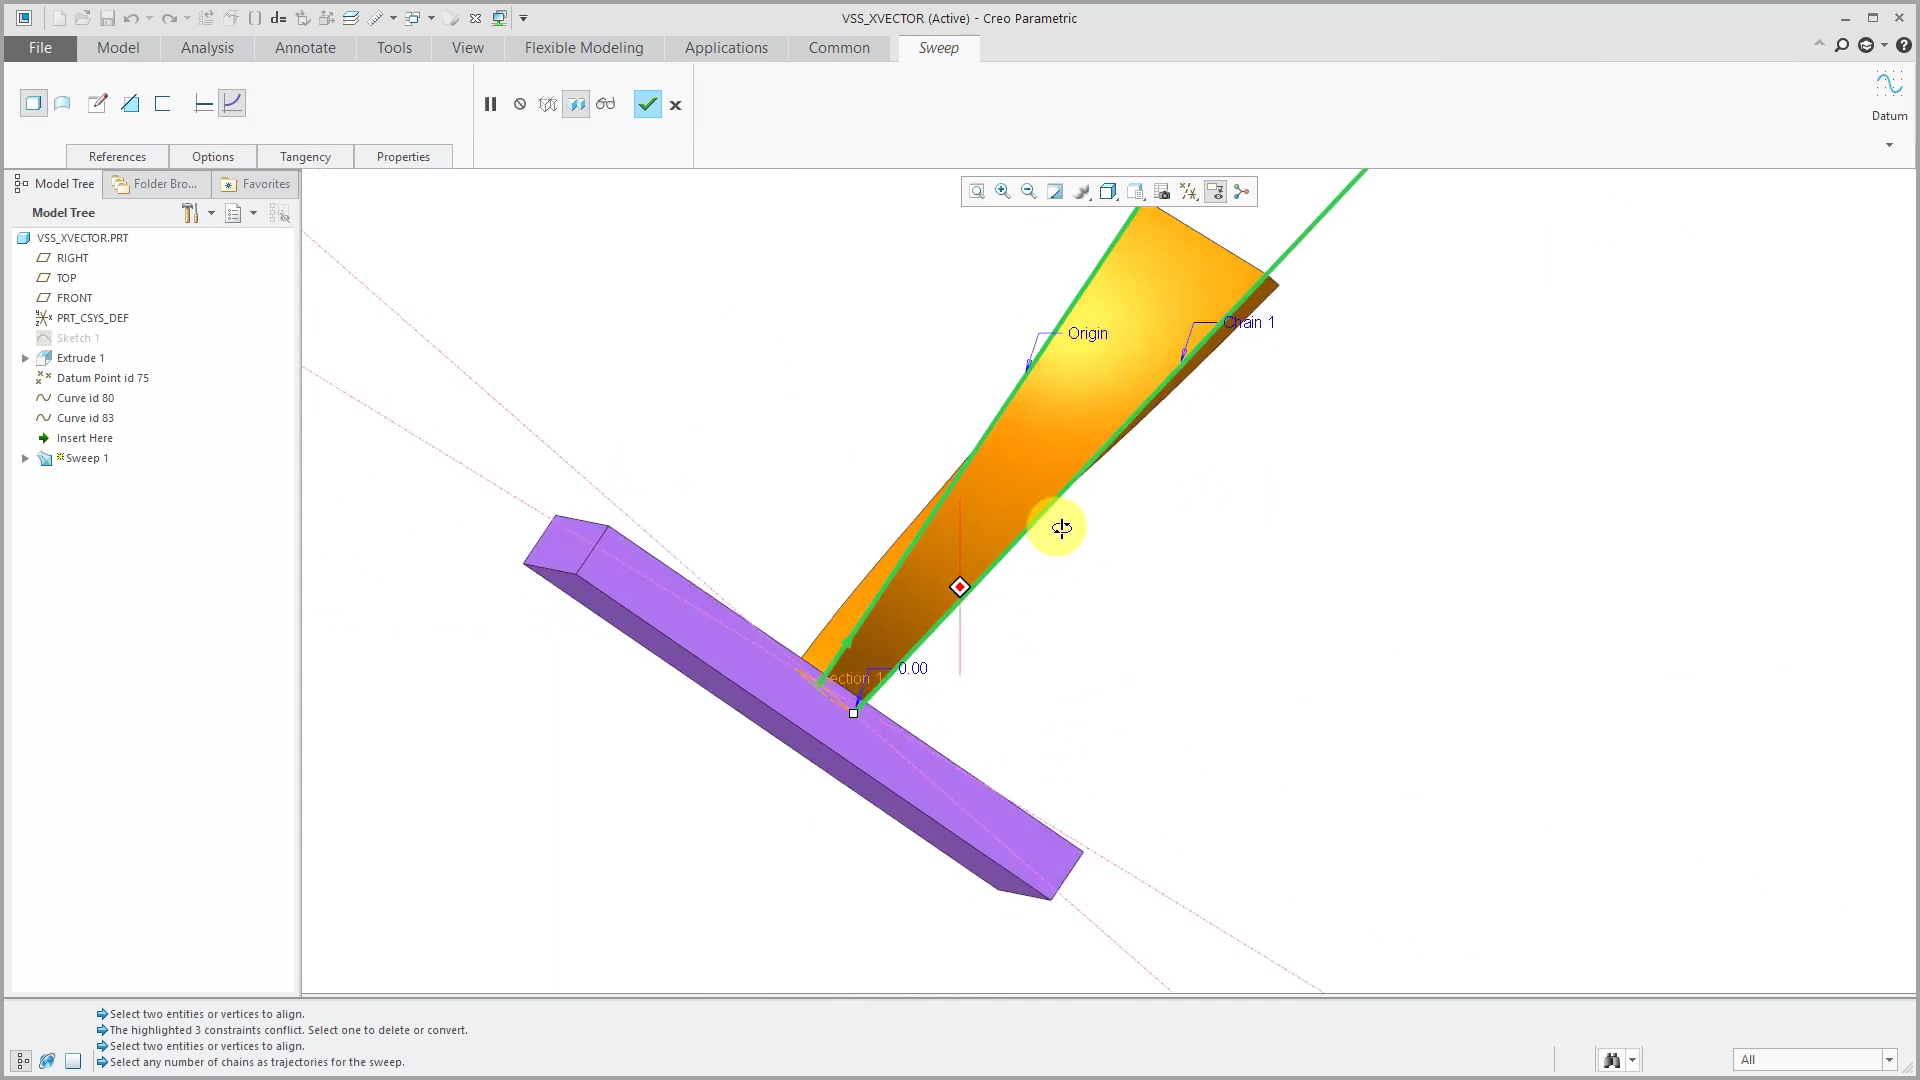 d=
VSS_XVECTOR (Active) - Creo Parametric
File
Model
Analysis
Annotate
Tools
View
Flexible Modeling
Applications
Common
Sweep
Datum
References
Options
Tangency
Properties
Model Tree
Folder Bro...
Favorites
Model Tree
VSS_XVECTOR.PRT
RIGHT
TOP
FRONT
PRT_CSYS_DEF
Sketch 1
Extrude 1
Datum Point id 75
Curve id 80
Curve id 83
Insert Here
Sweep 1
Origin
Chain 1
0.00
ection 1
Select two entities or vertices to align.
The highlighted 3 constraints conflict. Select one to delete or convert.
Select two entities or vertices to align.
Select any number of chains as trajectories for the sweep.
All